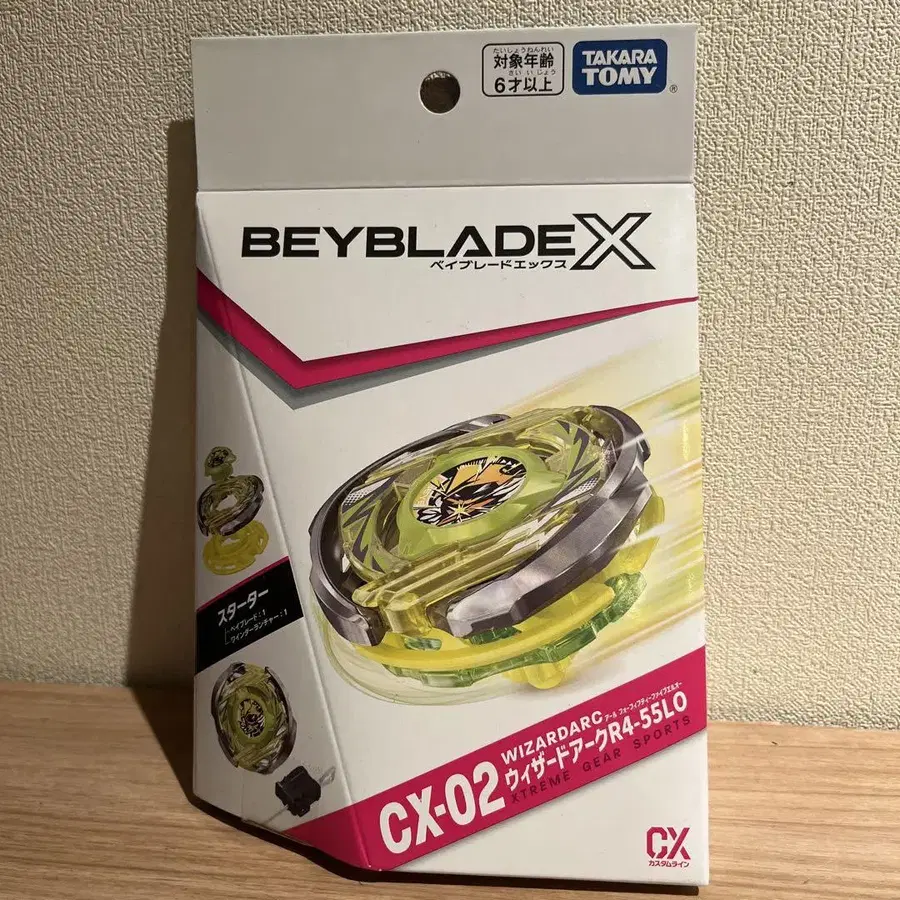 たいしょうねんれい
対象年齢
さい いじょう
6才以上
TAKARA
TOMY
®
BEYBLADE X
ベイブレードエックス
スターター
ベイブレード:1
ワインダーランチャー:1
CX-02
WIZARDARC
アール フォーフィフティーファイブエルオー
ウィザードアークR4-55LO
XTREME GEAR SPORTS
CX
カスタムライン